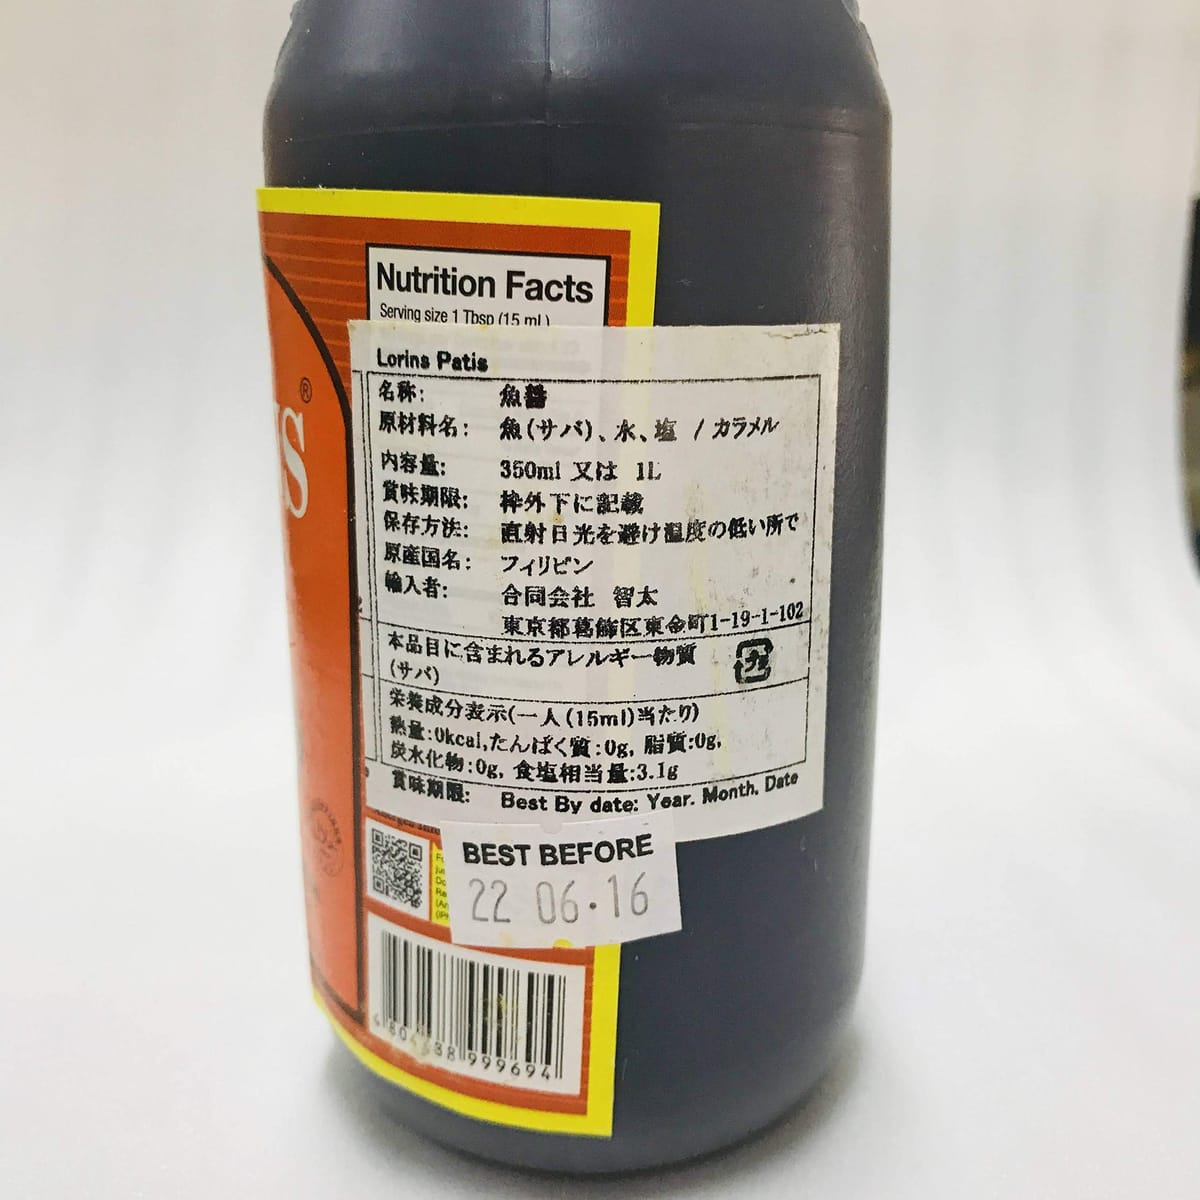 Nutrition Facts
Serving size 1 Tbsp (15 mL)
Lorins Patis
名称: 魚醤
原材料名: 魚(サバ)、水、塩 / カラメル
内容量: 350ml 又は 1L
賞味期限: 枠外下に記載
保存方法: 直射日光を避け温度の低い所で
原産国名: フィリピン
輸入者: 合同会社 智太
東京都葛飾区東金町1-19-1-102
本品目に含まれるアレルギー物質
(サバ)
プラ
栄養成分表示(一人(15ml)当たり)
熱量:0kcal,たんぱく質:0g, 脂質:0g,
炭水化物:0g, 食塩相当量:3.1g
賞味期限: Best By date: Year. Month. Date
BEST BEFORE
22 06.16
999694
®